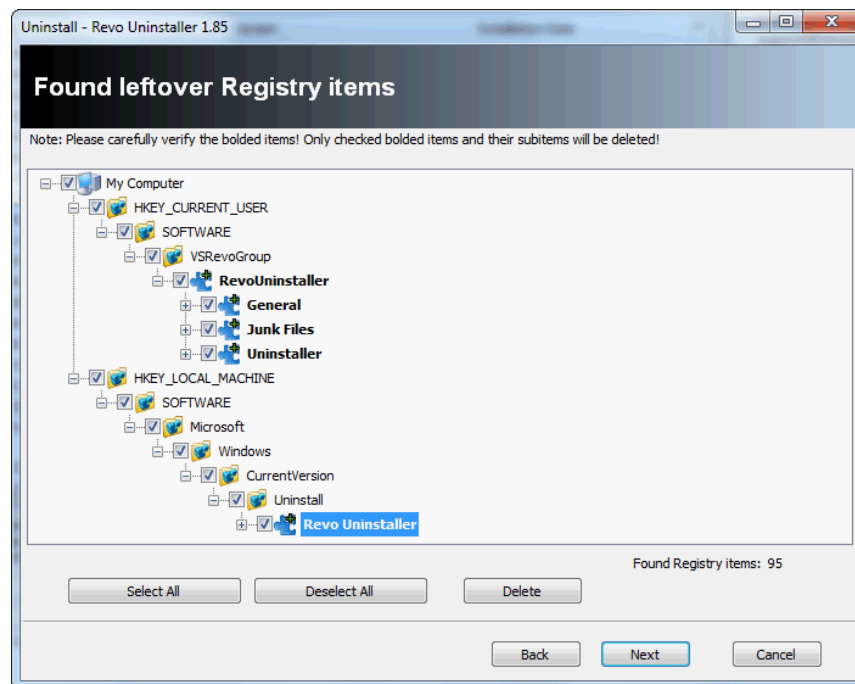 Uninstall - Revo Uninstaller 1.85
Found leftover Registry items
Note: Please carefully verify the bolded items! Only checked bolded items and their subitems will be deleted!
My Computer
HKEY_CURRENT_USER
SOFTWARE
VSRevoGroup
RevoUninstaller
General
Junk Files
Uninstaller
HKEY_LOCAL_MACHINE
SOFTWARE
Microsoft
Windows
CurrentVersion
Uninstall
Revo Uninstaller
Found Registry items: 95
Select All Deselect All Delete
Back Next Cancel